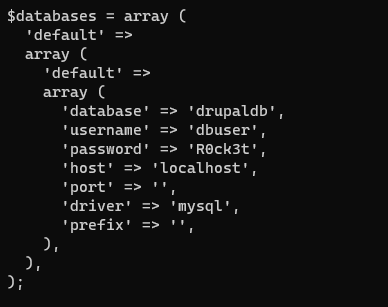 $databases = array (
  'default' =>
  array (
    'default' =>
    array (
      'database' => 'drupaldb',
      'username' => 'dbuser',
      'password' => 'R0ck3t',
      'host' => 'localhost',
      'port' => '',
      'driver' => 'mysql',
      'prefix' => '',
    ),
  ),
);